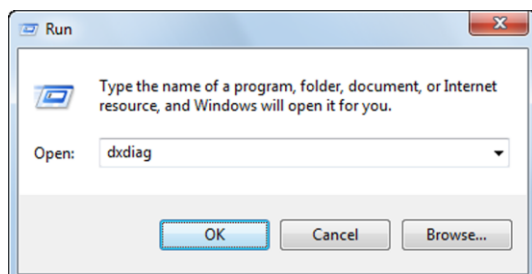 Run
Type the name of a program, folder, document, or Internet
resource, and Windows will open it for you.
Open: dxdiag
OK Cancel Browse...